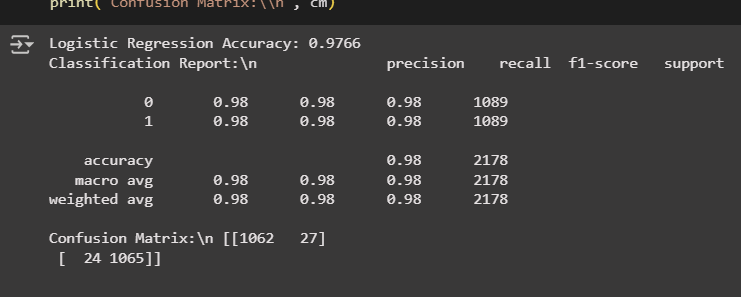 print( Confusion Matrix:\\n , cm)
Logistic Regression Accuracy: 0.9766
Classification Report:\n               precision    recall  f1-score   support
0       0.98      0.98      0.98      1089
1       0.98      0.98      0.98      1089
accuracy                           0.98      2178
macro avg       0.98      0.98      0.98      2178
weighted avg       0.98      0.98      0.98      2178
Confusion Matrix:\n [[1062   27]
[  24 1065]]